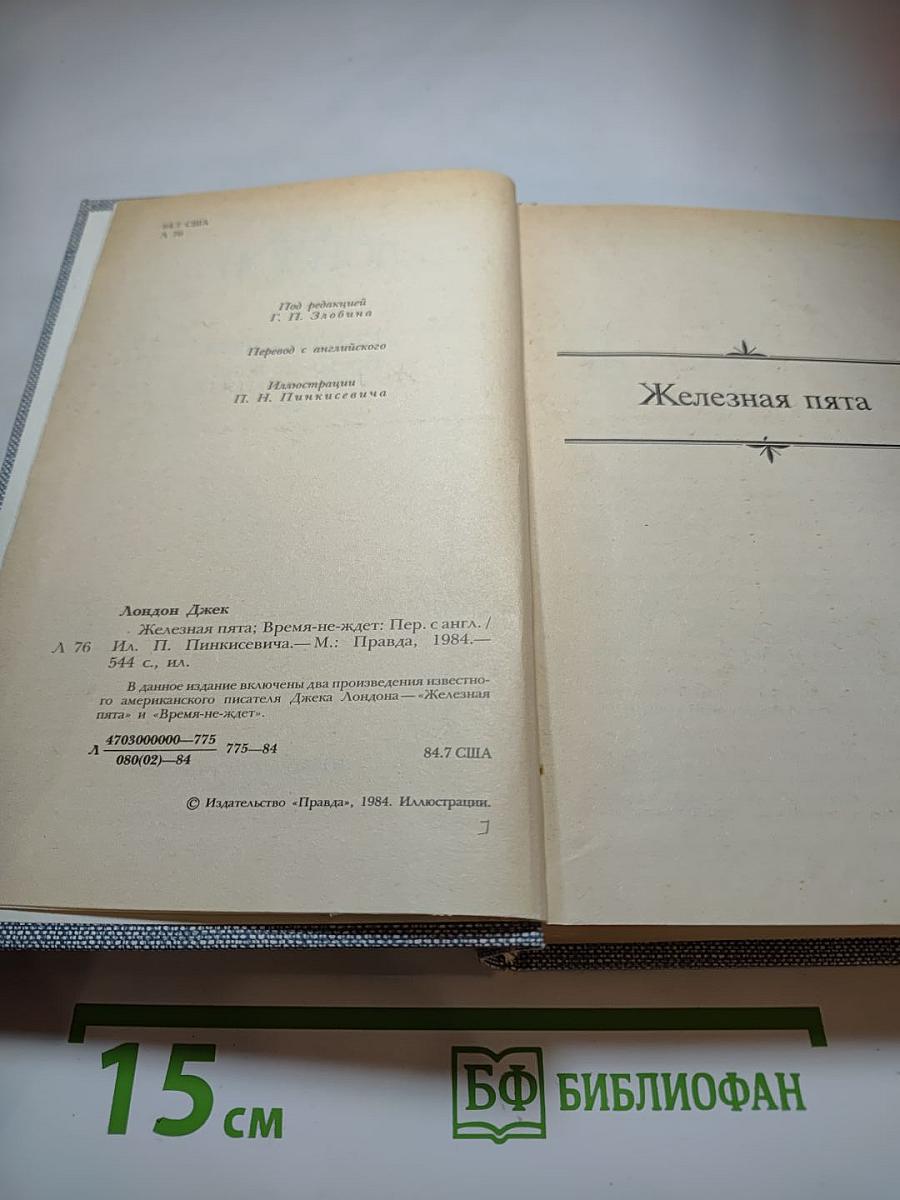 84.7 США
Л 76
Под редакцией
Г. П. Злобина
Перевод с английского
Иллюстрации
П. Н. Пинкисевича
Лондон Джек
Железная пята; Время-не-ждет: Пер. с англ. /
Л 76 Ил. П. Пинкисевича.— М.: Правда, 1984.—
544 с., ил.
В данное издание включены два произведения известно-
го американского писателя Джека Лондона — «Железная
пята» и «Время-не-ждет».
Л 4703000000—775 775—84
080(02)—84
84.7 США
© Издательство «Правда», 1984. Иллюстрации.
Железная пята
15 см
БФ БИБЛИОФАН